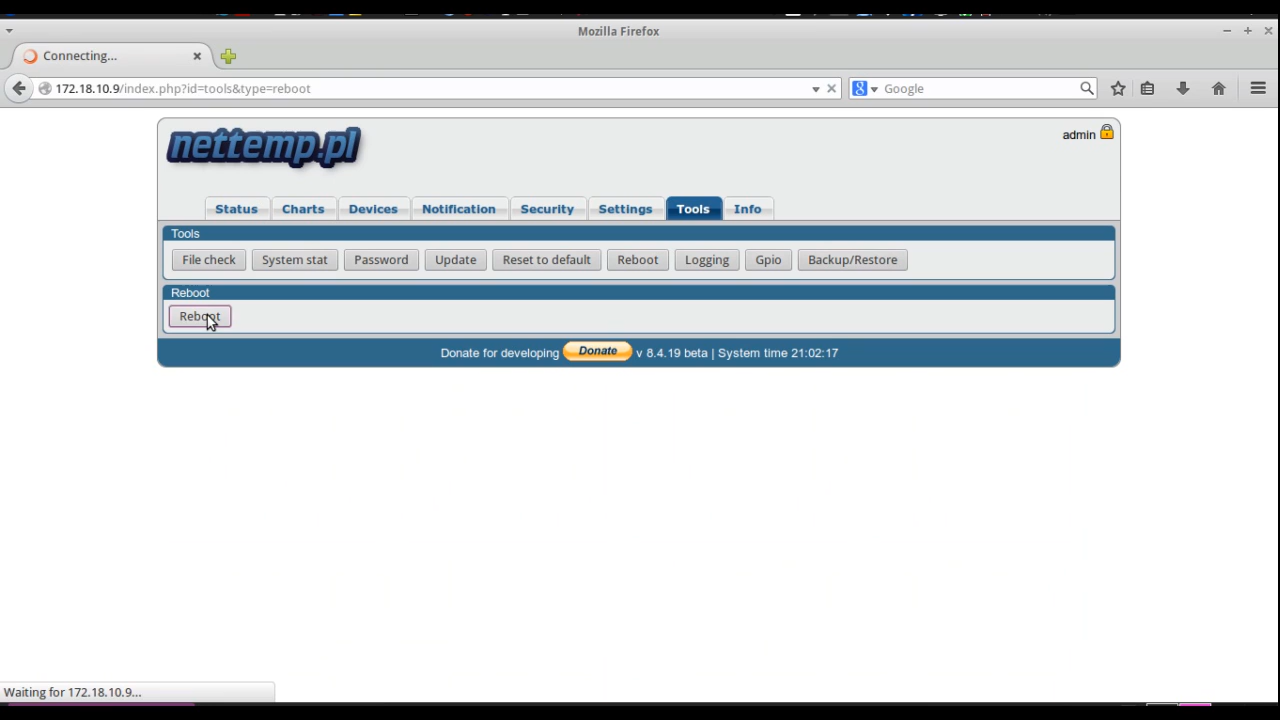 Mozilla Firefox
Connecting...
172.18.10.9/index.php?id=tools&type=reboot
Google
nettemp.pl
admin
Status Charts Devices Notification Security Settings Tools Info
Tools
File check System stat Password Update Reset to default Reboot Logging Gpio Backup/Restore
Reboot
Reboot
Donate for developing Donate v 8.4.19 beta | System time 21:02:17
Waiting for 172.18.10.9...